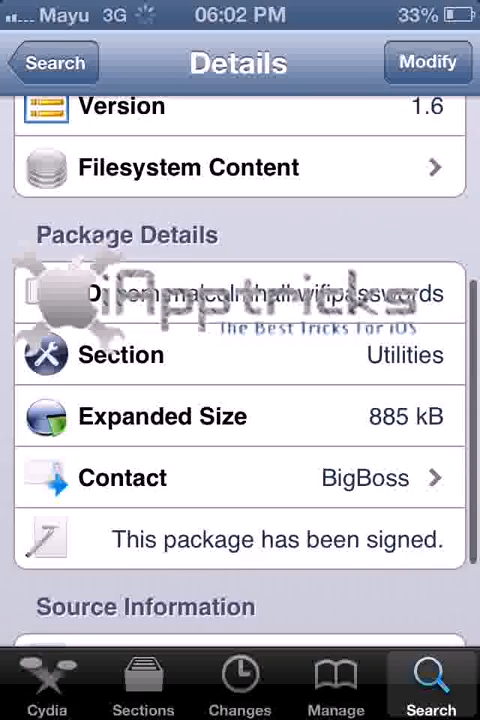 Mayu 3G 06:02 PM 33%
Search Details Modify
Version 1.6
Filesystem Content
Package Details
iApptricks
The Best Tricks For iOS
Section Utilities
Expanded Size 885 kB
Contact BigBoss
This package has been signed.
Source Information
Cydia Sections Changes Manage Search